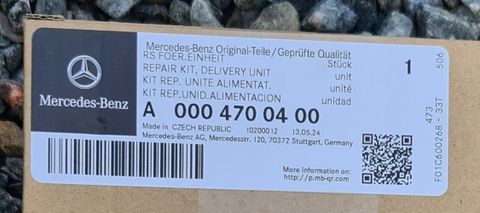 Mercedes-Benz Original-Teile/Geprüfte Qualität
RS FOER.EINHEIT Stück 1
REPAIR KIT, DELIVERY UNIT unit
KIT REP. UNITE ALIMENTAT. unité
KIT REP.UNID.ALIMENTACION unidad
Mercedes-Benz
A 000 470 04 00
Made in CZECH REPUBLIC 10200012 13.05.24
Mercedes-Benz AG, Mercedesstr. 120, 70372 Stuttgart, Germany
More information on:
http://p.mb-qr.com/
506
473
F01C600268 - 33T